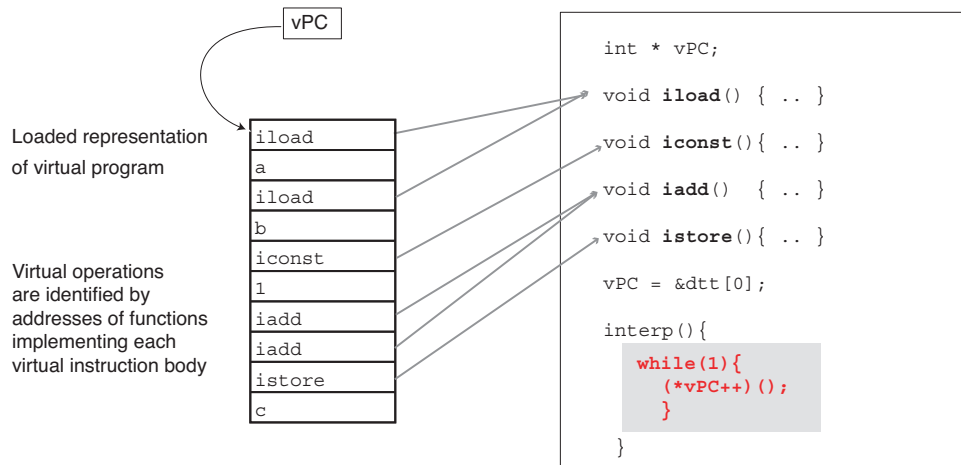 vPC
Loaded representation
of virtual program
Virtual operations
are identified by
addresses of functions
implementing each
virtual instruction body
iload
a
iload
b
iconst
1
iadd
iadd
istore
c
int * vPC;
void iload() { .. }
void iconst(){ .. }
void iadd()  { .. }
void istore(){ .. }
vPC = &dtt[0];
interp(){
while(1){
(*vPC++)();
}
}